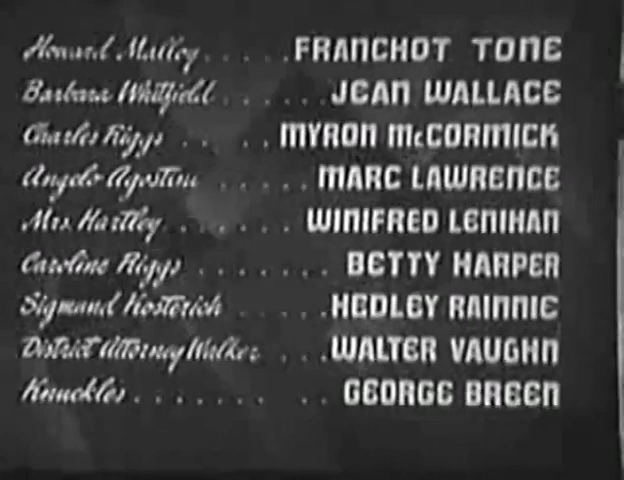 Howard Malloy . . . . . FRANCHOT TONE
Barbara Whitfield . . . . . . JEAN WALLACE
Charles Riggs . . . . . MYRON McCORMICK
Angelo Agostini . . . . . MARC LAWRENCE
Mrs. Hartley . . . . . . . WINIFRED LENIHAN
Caroline Riggs . . . . . . . BETTY HARPER
Sigmund Kosterich . . . . . HEDLEY RAINNIE
District Attorney Walker . . . WALTER VAUGHN
Knuckles . . . . . . . . . GEORGE BREEN